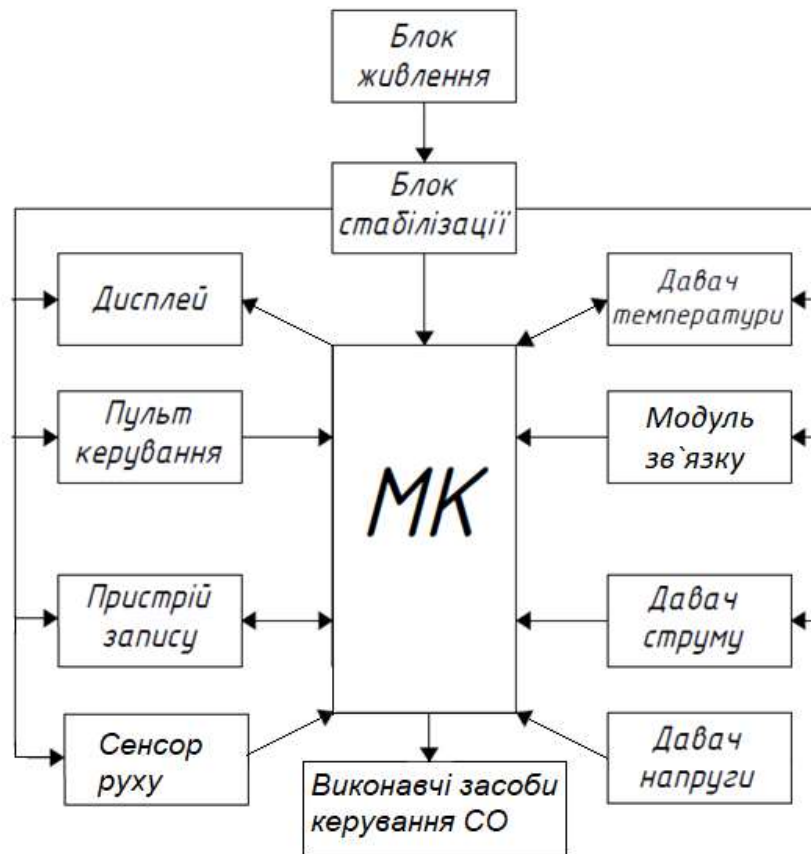 Блок
живлення
Блок
стабілізації
Дисплей
Давач
температури
Пульт
керування
Модуль
зв`язку
МК
Пристрій
запису
Давач
струму
Сенсор
руху
Давач
напруги
Виконавчі засоби
керування СО